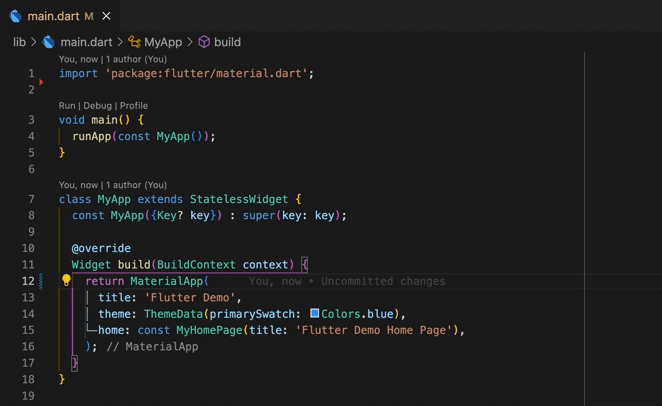 main.dart M
lib > main.dart > MyApp > build
You, now | 1 author (You)
1 import 'package:flutter/material.dart';
2
Run | Debug | Profile
3 void main() {
4 runApp(const MyApp());
5 }
6
You, now | 1 author (You)
7 class MyApp extends StatelessWidget {
8 const MyApp({Key? key}) : super(key: key);
9
10 @override
11 Widget build(BuildContext context) {
12 return MaterialApp( You, now • Uncommitted changes
13 title: 'Flutter Demo',
14 theme: ThemeData(primarySwatch: Colors.blue),
15 home: const MyHomePage(title: 'Flutter Demo Home Page'),
16 ); // MaterialApp
17 }
18 }
19